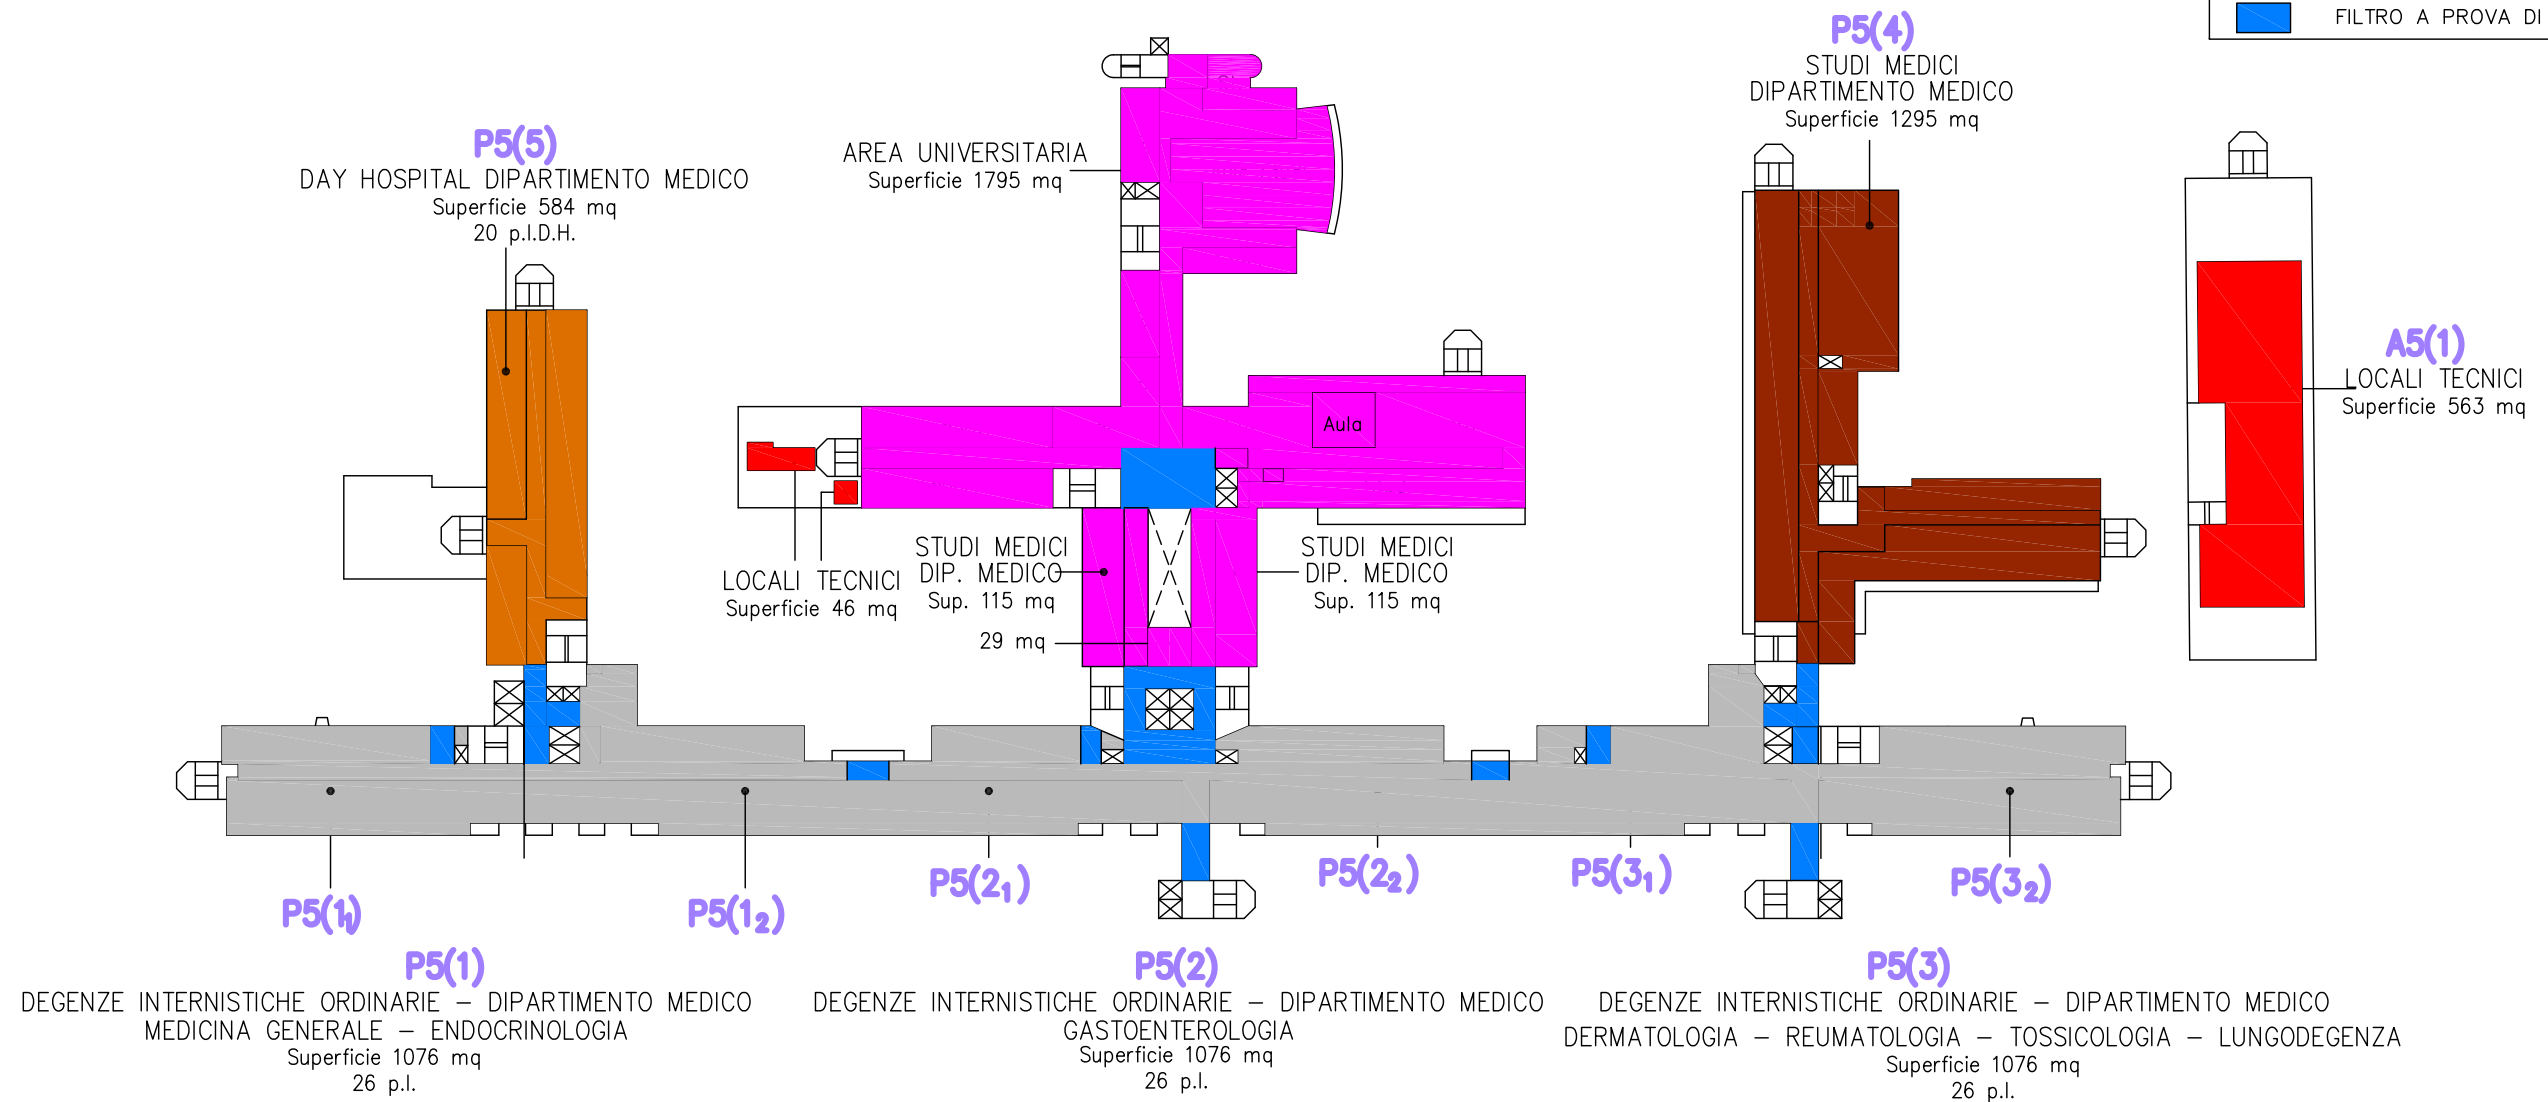 FILTRO A PROVA DI
P5(4)
STUDI MEDICI
DIPARTIMENTO MEDICO
Superficie 1295 mq
P5(5)
DAY HOSPITAL DIPARTIMENTO MEDICO
Superficie 584 mq
20 p.l.D.H.
AREA UNIVERSITARIA
Superficie 1795 mq
A5(1)
LOCALI TECNICI
Superficie 563 mq
Aula
LOCALI TECNICI
Superficie 46 mq
STUDI MEDICI
DIP. MEDICO
Sup. 115 mq
29 mq
STUDI MEDICI
DIP. MEDICO
Sup. 115 mq
P5(1₁)
P5(1₂)
P5(2₁)
P5(2₂)
P5(3₁)
P5(3₂)
P5(1)
DEGENZE INTERNISTICHE ORDINARIE – DIPARTIMENTO MEDICO
MEDICINA GENERALE – ENDOCRINOLOGIA
Superficie 1076 mq
26 p.l.
P5(2)
DEGENZE INTERNISTICHE ORDINARIE – DIPARTIMENTO MEDICO
GASTOENTEROLOGIA
Superficie 1076 mq
26 p.l.
P5(3)
DEGENZE INTERNISTICHE ORDINARIE – DIPARTIMENTO MEDICO
DERMATOLOGIA – REUMATOLOGIA – TOSSICOLOGIA – LUNGODEGENZA
Superficie 1076 mq
26 p.l.